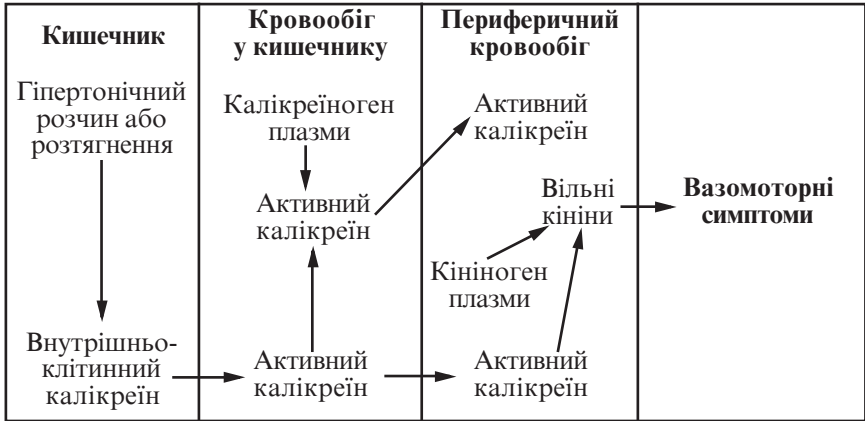 Кишечник
Гіпертонічний
розчин або
розтягнення
Внутрішньо-
клітинний
калікреїн
Кровообіг
у кишечнику
Калікреїноген
плазми
Активний
калікреїн
Активний
калікреїн
Периферичний
кровообіг
Активний
калікреїн
Вільні
кініни
Кініноген
плазми
Активний
калікреїн
Вазомоторні
симптоми